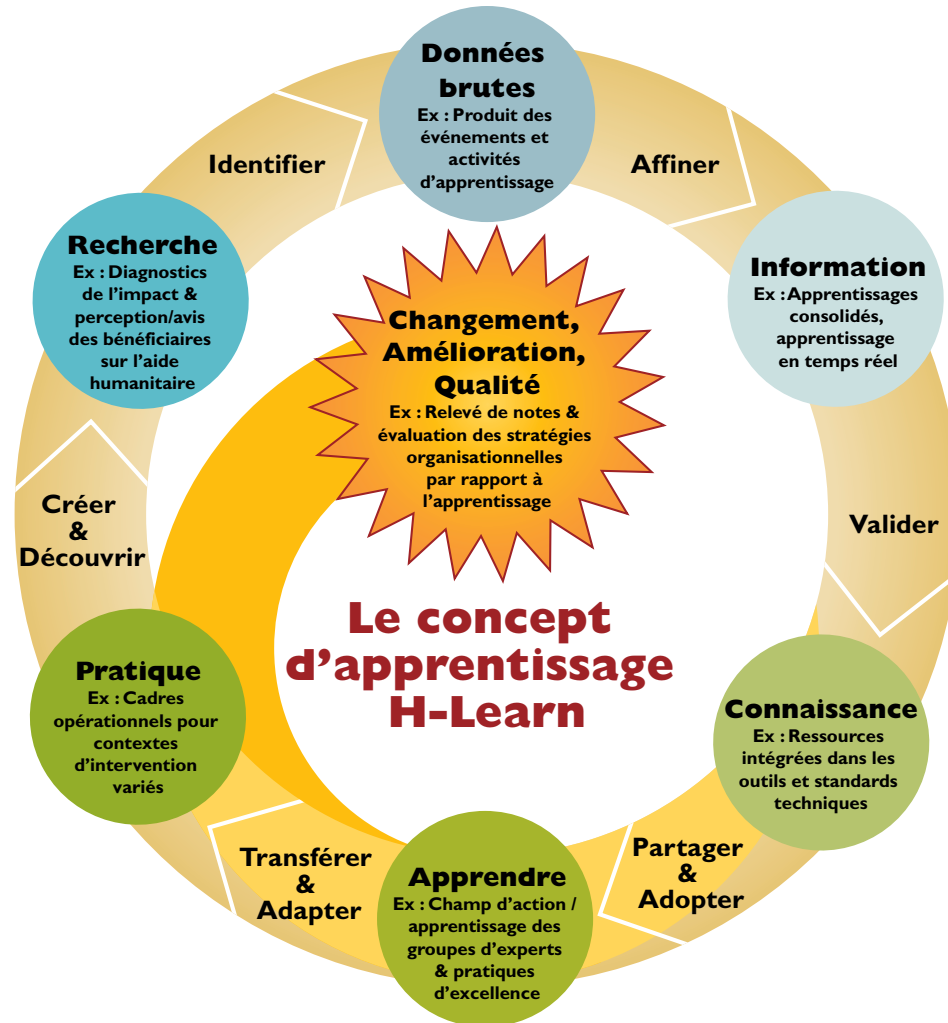 Données
brutes
Ex : Produit des
événements et
activités
d’apprentissage
Affiner
Information
Ex : Apprentissages
consolidés,
apprentissage
en temps réel
Valider
Connaissance
Ex : Ressources
intégrées dans les
outils et standards
techniques
Partager
&
Adopter
Apprendre
Ex : Champ d’action /
apprentissage des
groupes d’experts
& pratiques
d’excellence
Transférer
&
Adapter
Pratique
Ex : Cadres
opérationnels pour
contextes
d’intervention
variés
Créer
&
Découvrir
Recherche
Ex : Diagnostics
de l’impact &
perception/avis
des bénéficiaires
sur l’aide
humanitaire
Identifier
Changement,
Amélioration,
Qualité
Ex : Relevé de notes &
évaluation des stratégies
organisationnelles
par rapport à
l’apprentissage
Le concept
d’apprentissage
H-Learn